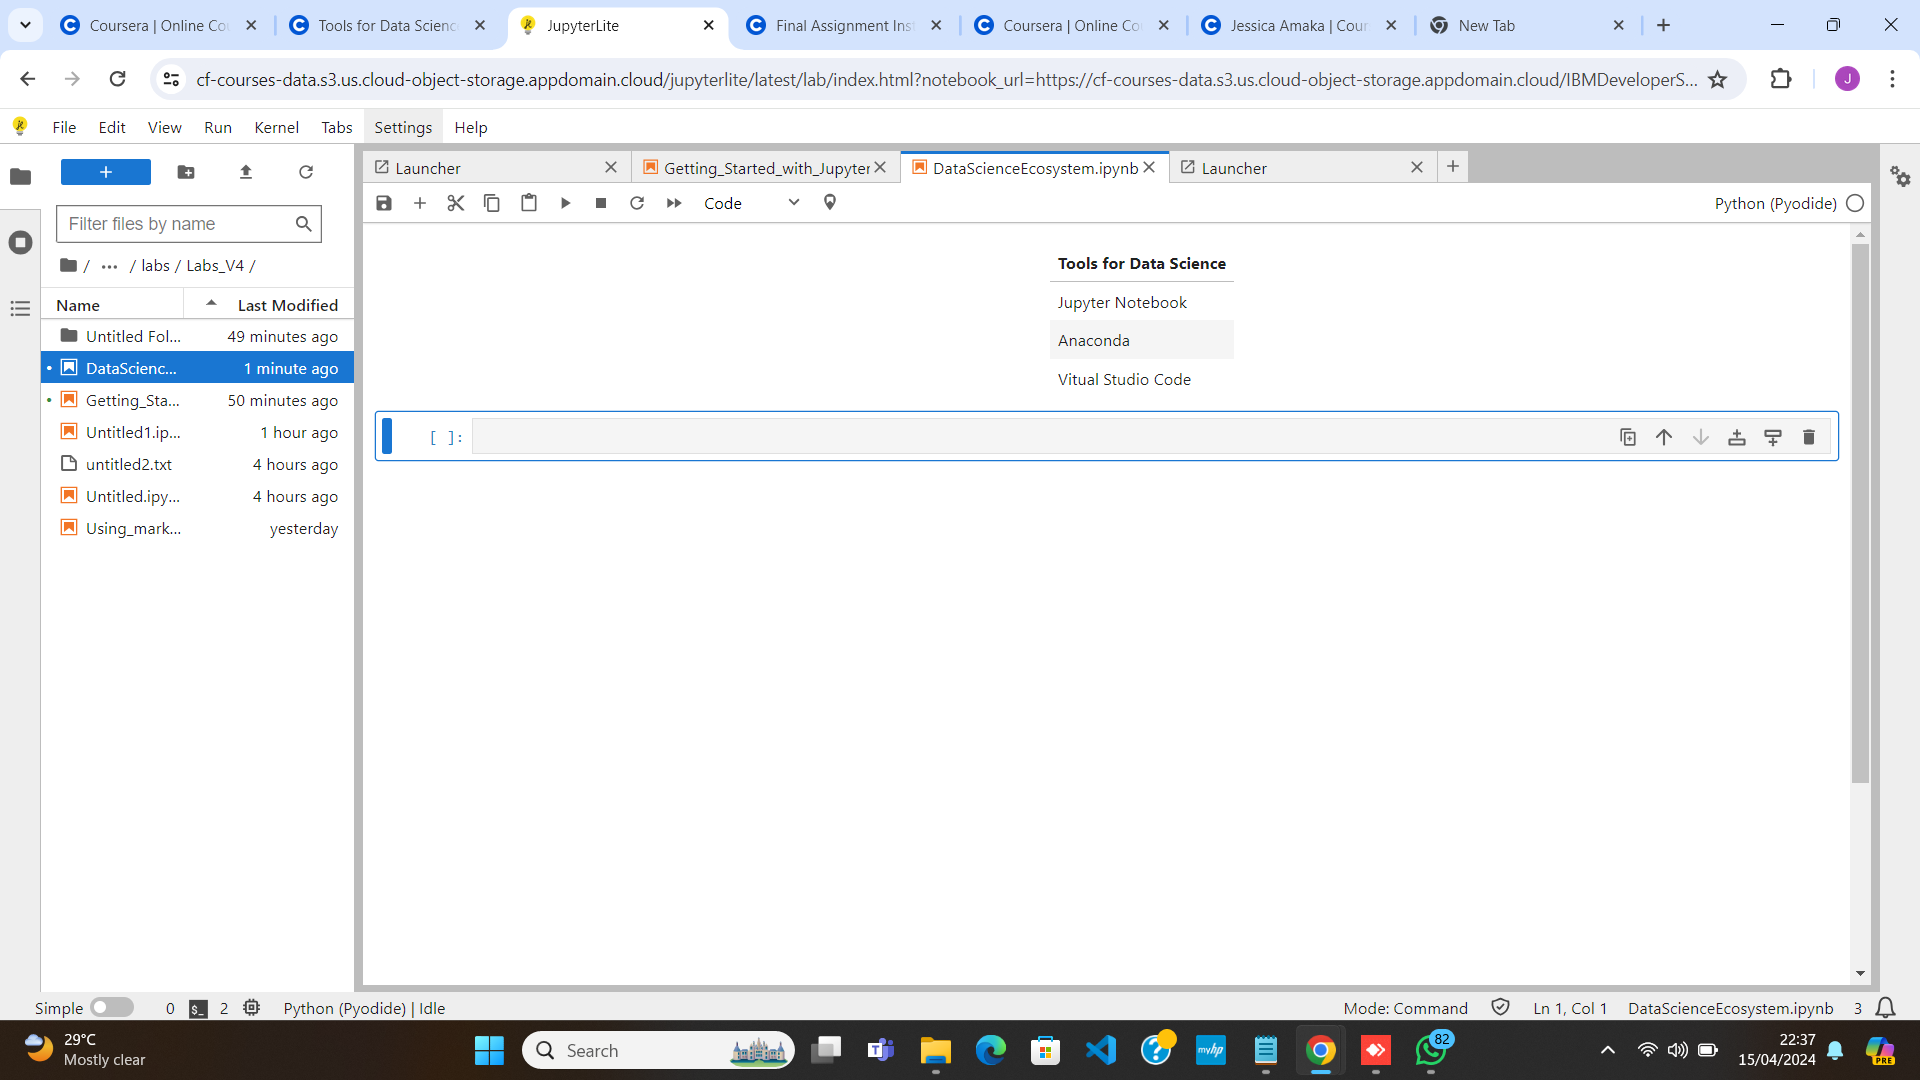 Coursera | Online Co
Tools for Data Science
JupyterLite
Final Assignment Inst
Coursera | Online Co
Jessica Amaka | Cour
New Tab
cf-courses-data.s3.us.cloud-object-storage.appdomain.cloud/jupyterlite/latest/lab/index.html?notebook_url=https://cf-courses-data.s3.us.cloud-object-storage.appdomain.cloud/IBMDeveloperS...
J
File Edit View Run Kernel Tabs Settings Help
Launcher
Getting_Started_with_Jupyter
DataScienceEcosystem.ipynb
Launcher
Filter files by name
Code
Python (Pyodide)
/ ... / labs / Labs_V4 /
Name Last Modified
Untitled Fol... 49 minutes ago
DataScienc... 1 minute ago
Getting_Sta... 50 minutes ago
Untitled1.ip... 1 hour ago
untitled2.txt 4 hours ago
Untitled.ipy... 4 hours ago
Using_mark... yesterday
Tools for Data Science
Jupyter Notebook
Anaconda
Vitual Studio Code
[ ]:
Simple 0 $_ 2 Python (Pyodide) | Idle
Mode: Command Ln 1, Col 1 DataScienceEcosystem.ipynb 3
29°C
Mostly clear
Search
myhp
82
22:37
15/04/2024
PRE